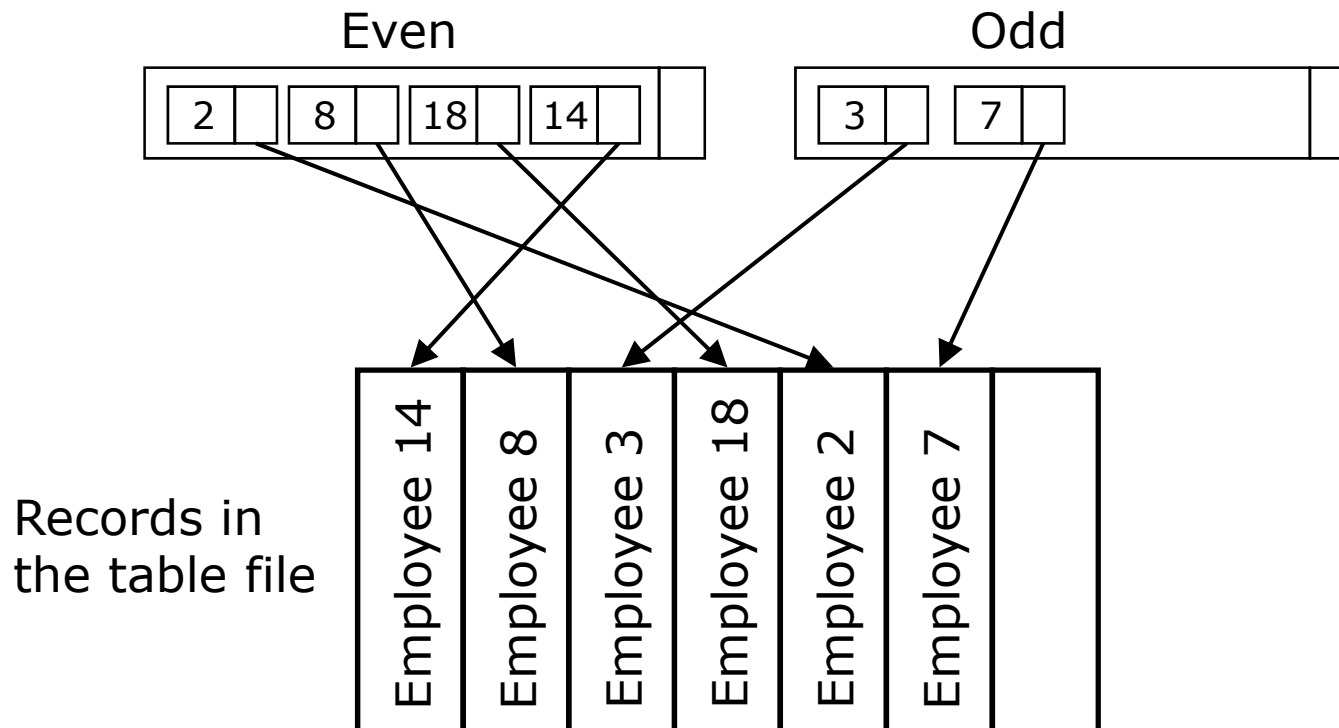 Even
Odd
2 8 18 14
3 7
Employee 14
Employee 8
Employee 3
Employee 18
Employee 2
Employee 7
Records in
the table file